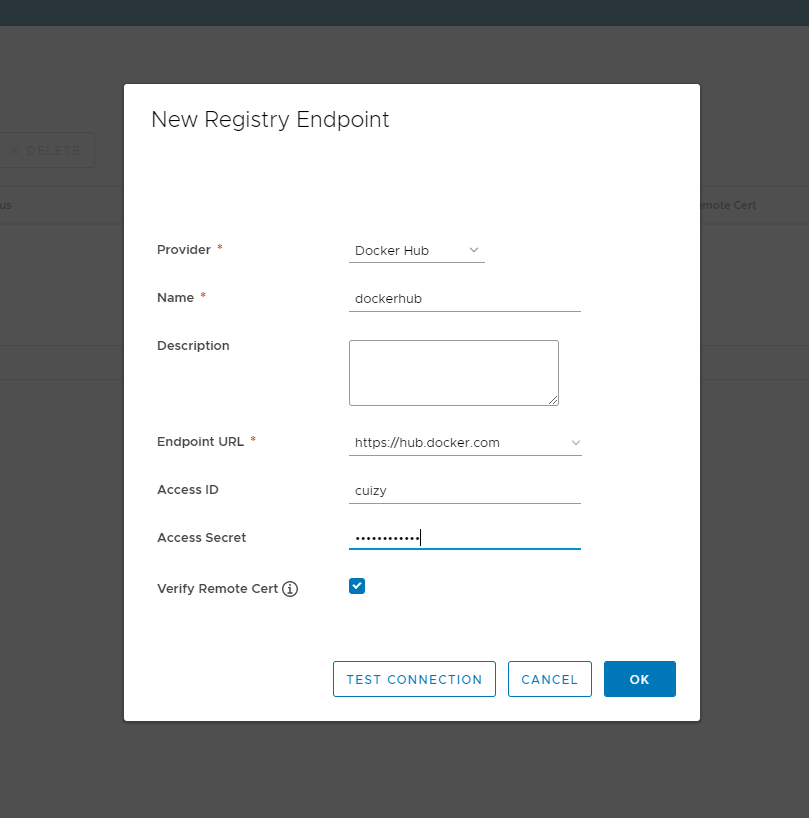 New Registry Endpoint
DELETE
us
emote Cert
Provider *
Docker Hub
Name *
dockerhub
Description
Endpoint URL *
https://hub.docker.com
Access ID
cuizy
Access Secret
••••••••••••
Verify Remote Cert
TEST CONNECTION
CANCEL
OK